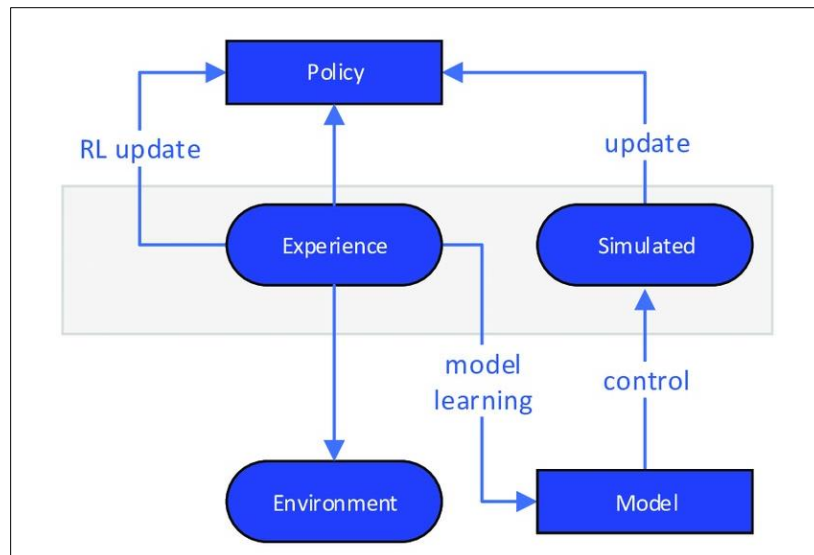 Policy
RL update
update
Experience
Simulated
model
learning
control
Environment
Model